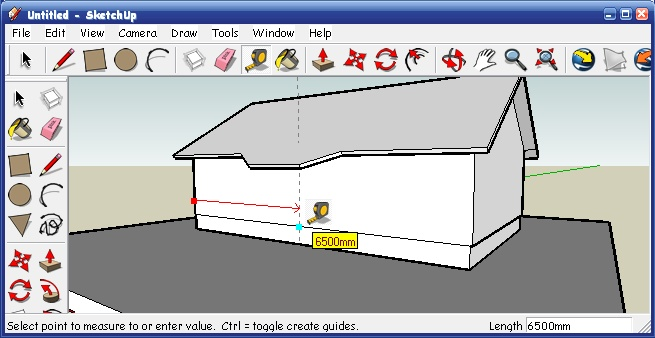 Untitled - SketchUp
File Edit View Camera Draw Tools Window Help
6500mm
Select point to measure to or enter value. Ctrl = toggle create guides. Length 6500mm